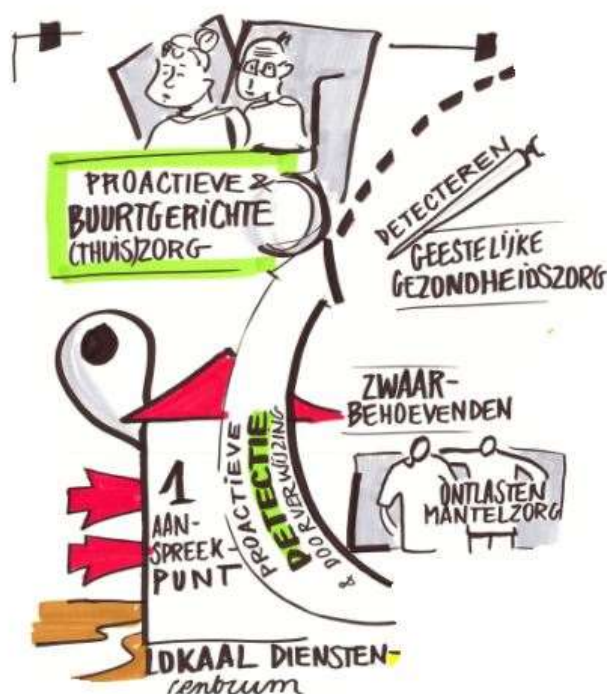 PROACTIEVE &
BUURTGERICHTE
(THUIS)ZORG
DETECTEREN
GEESTELIJKE
GEZONDHEIDSZORG
ZWAAR-
BEHOEVENDEN
ONTLASTEN
MANTELZORG
PROACTIEVE
DETECTIE
& DOORVERWIJZING
1
AAN-
SPREEK-
PUNT
LOKAAL DIENSTEN-
centrum